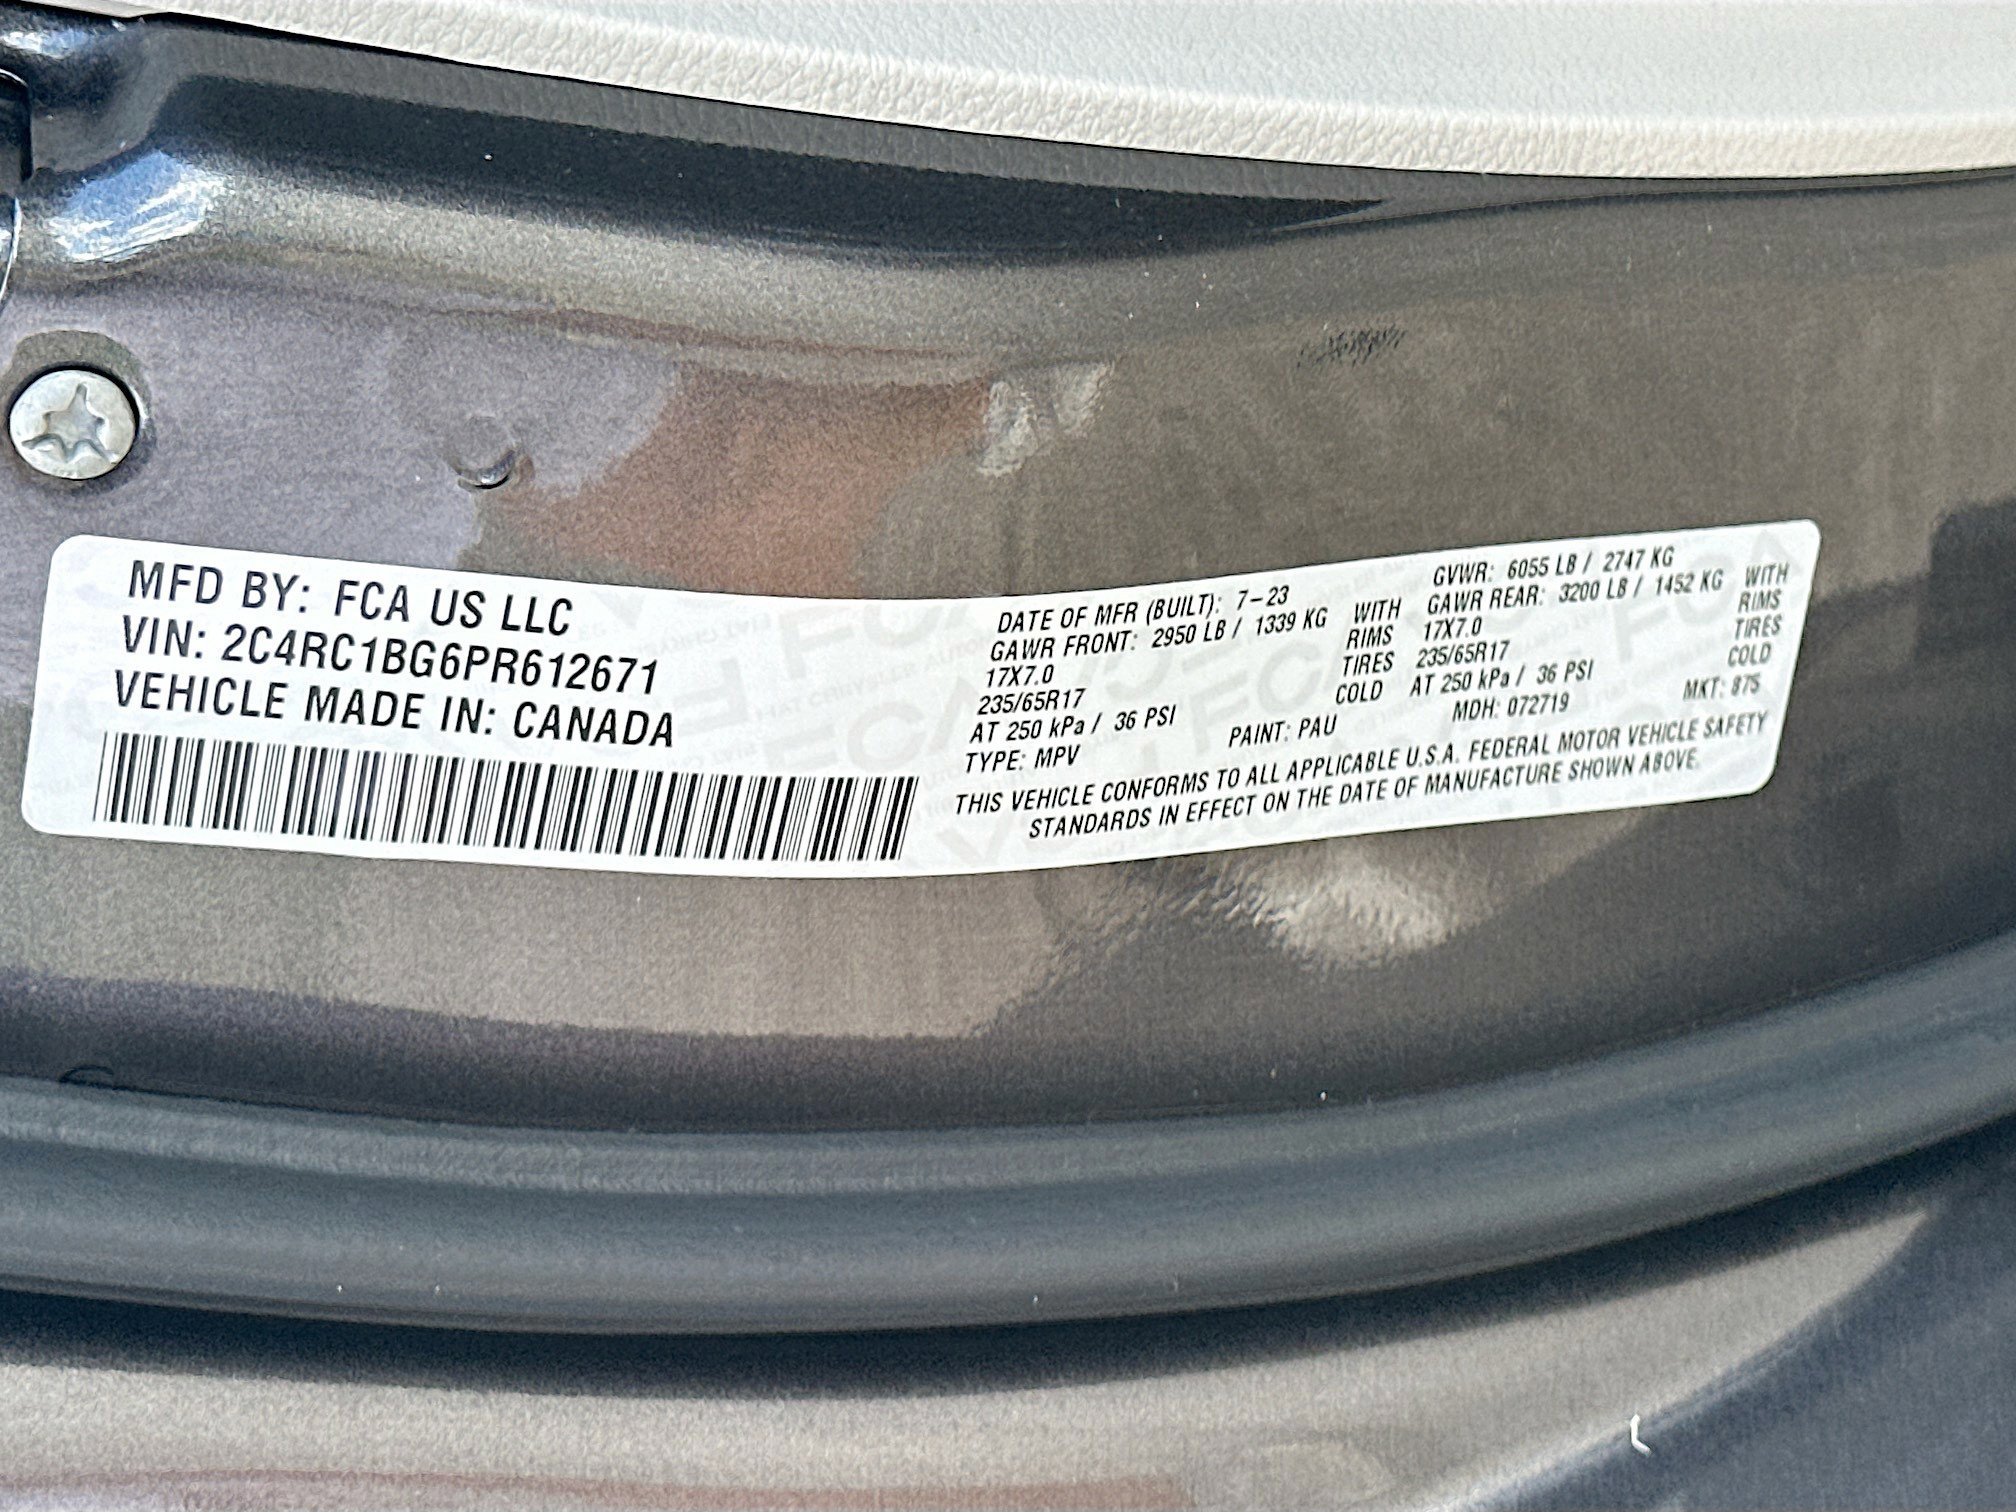 MFD BY: FCA US LLC
VIN: 2C4RC1BG6PR612671
VEHICLE MADE IN: CANADA
DATE OF MFR (BUILT): 7-23 GVWR: 6055 LB / 2747 KG
GAWR FRONT: 2950 LB / 1339 KG WITH GAWR REAR: 3200 LB / 1452 KG WITH
17X7.0 RIMS 17X7.0 RIMS
235/65R17 TIRES 235/65R17 TIRES
AT 250 kPa / 36 PSI COLD AT 250 kPa / 36 PSI COLD
TYPE: MPV PAINT: PAU MDH: 072719 MKT: 875
THIS VEHICLE CONFORMS TO ALL APPLICABLE U.S.A. FEDERAL MOTOR VEHICLE SAFETY
STANDARDS IN EFFECT ON THE DATE OF MANUFACTURE SHOWN ABOVE.